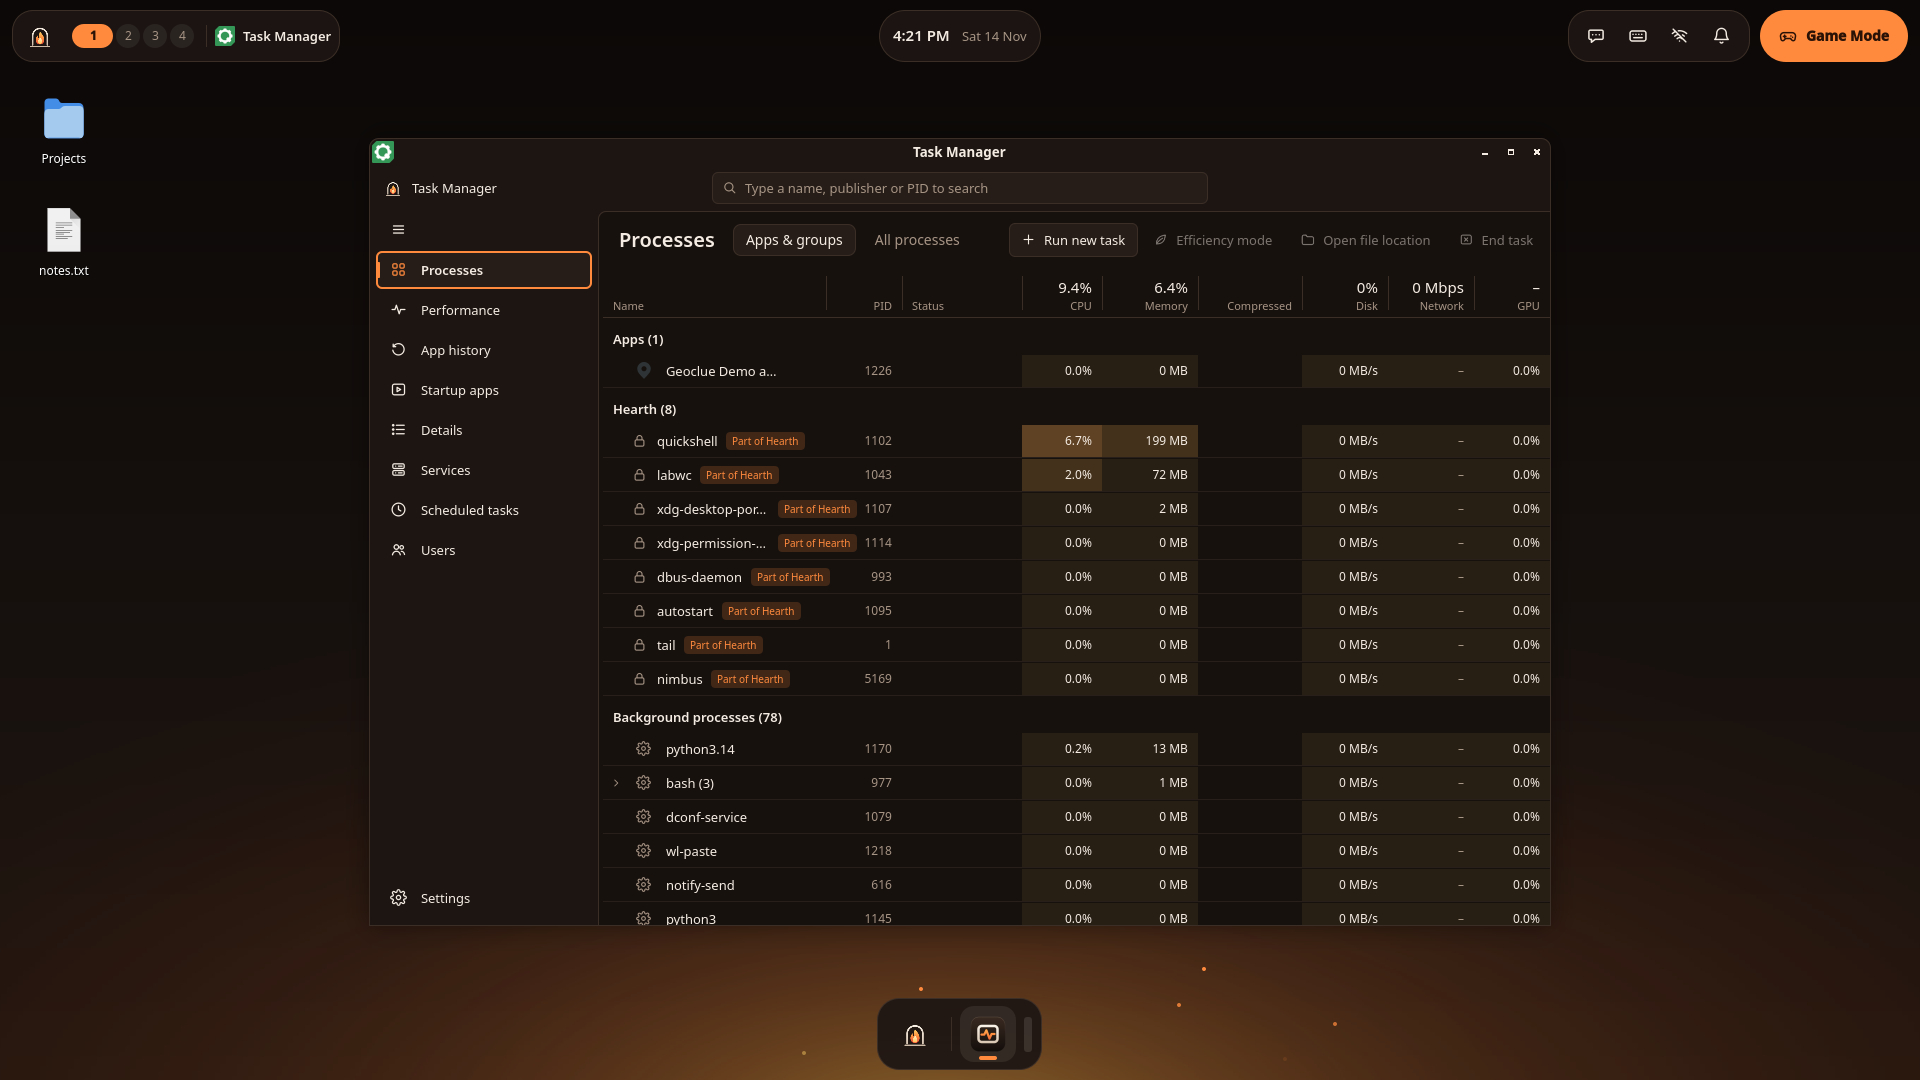 1 2 3 4 Task Manager
4:21 PM Sat 14 Nov
Game Mode
Projects
notes.txt
Task Manager
Task Manager
Type a name, publisher or PID to search
Processes
Performance
App history
Startup apps
Details
Services
Scheduled tasks
Users
Settings
Processes Apps & groups All processes Run new task Efficiency mode Open file location End task
9.4% 6.4% 0% 0 Mbps –
Name PID Status CPU Memory Compressed Disk Network GPU
Apps (1)
Geoclue Demo a... 1226 0.0% 0 MB 0 MB/s – 0.0%
Hearth (8)
quickshell Part of Hearth 1102 6.7% 199 MB 0 MB/s – 0.0%
labwc Part of Hearth 1043 2.0% 72 MB 0 MB/s – 0.0%
xdg-desktop-por... Part of Hearth 1107 0.0% 2 MB 0 MB/s – 0.0%
xdg-permission-... Part of Hearth 1114 0.0% 0 MB 0 MB/s – 0.0%
dbus-daemon Part of Hearth 993 0.0% 0 MB 0 MB/s – 0.0%
autostart Part of Hearth 1095 0.0% 0 MB 0 MB/s – 0.0%
tail Part of Hearth 1 0.0% 0 MB 0 MB/s – 0.0%
nimbus Part of Hearth 5169 0.0% 0 MB 0 MB/s – 0.0%
Background processes (78)
python3.14 1170 0.2% 13 MB 0 MB/s – 0.0%
bash (3) 977 0.0% 1 MB 0 MB/s – 0.0%
dconf-service 1079 0.0% 0 MB 0 MB/s – 0.0%
wl-paste 1218 0.0% 0 MB 0 MB/s – 0.0%
notify-send 616 0.0% 0 MB 0 MB/s – 0.0%
python3 1145 0.0% 0 MB 0 MB/s – 0.0%